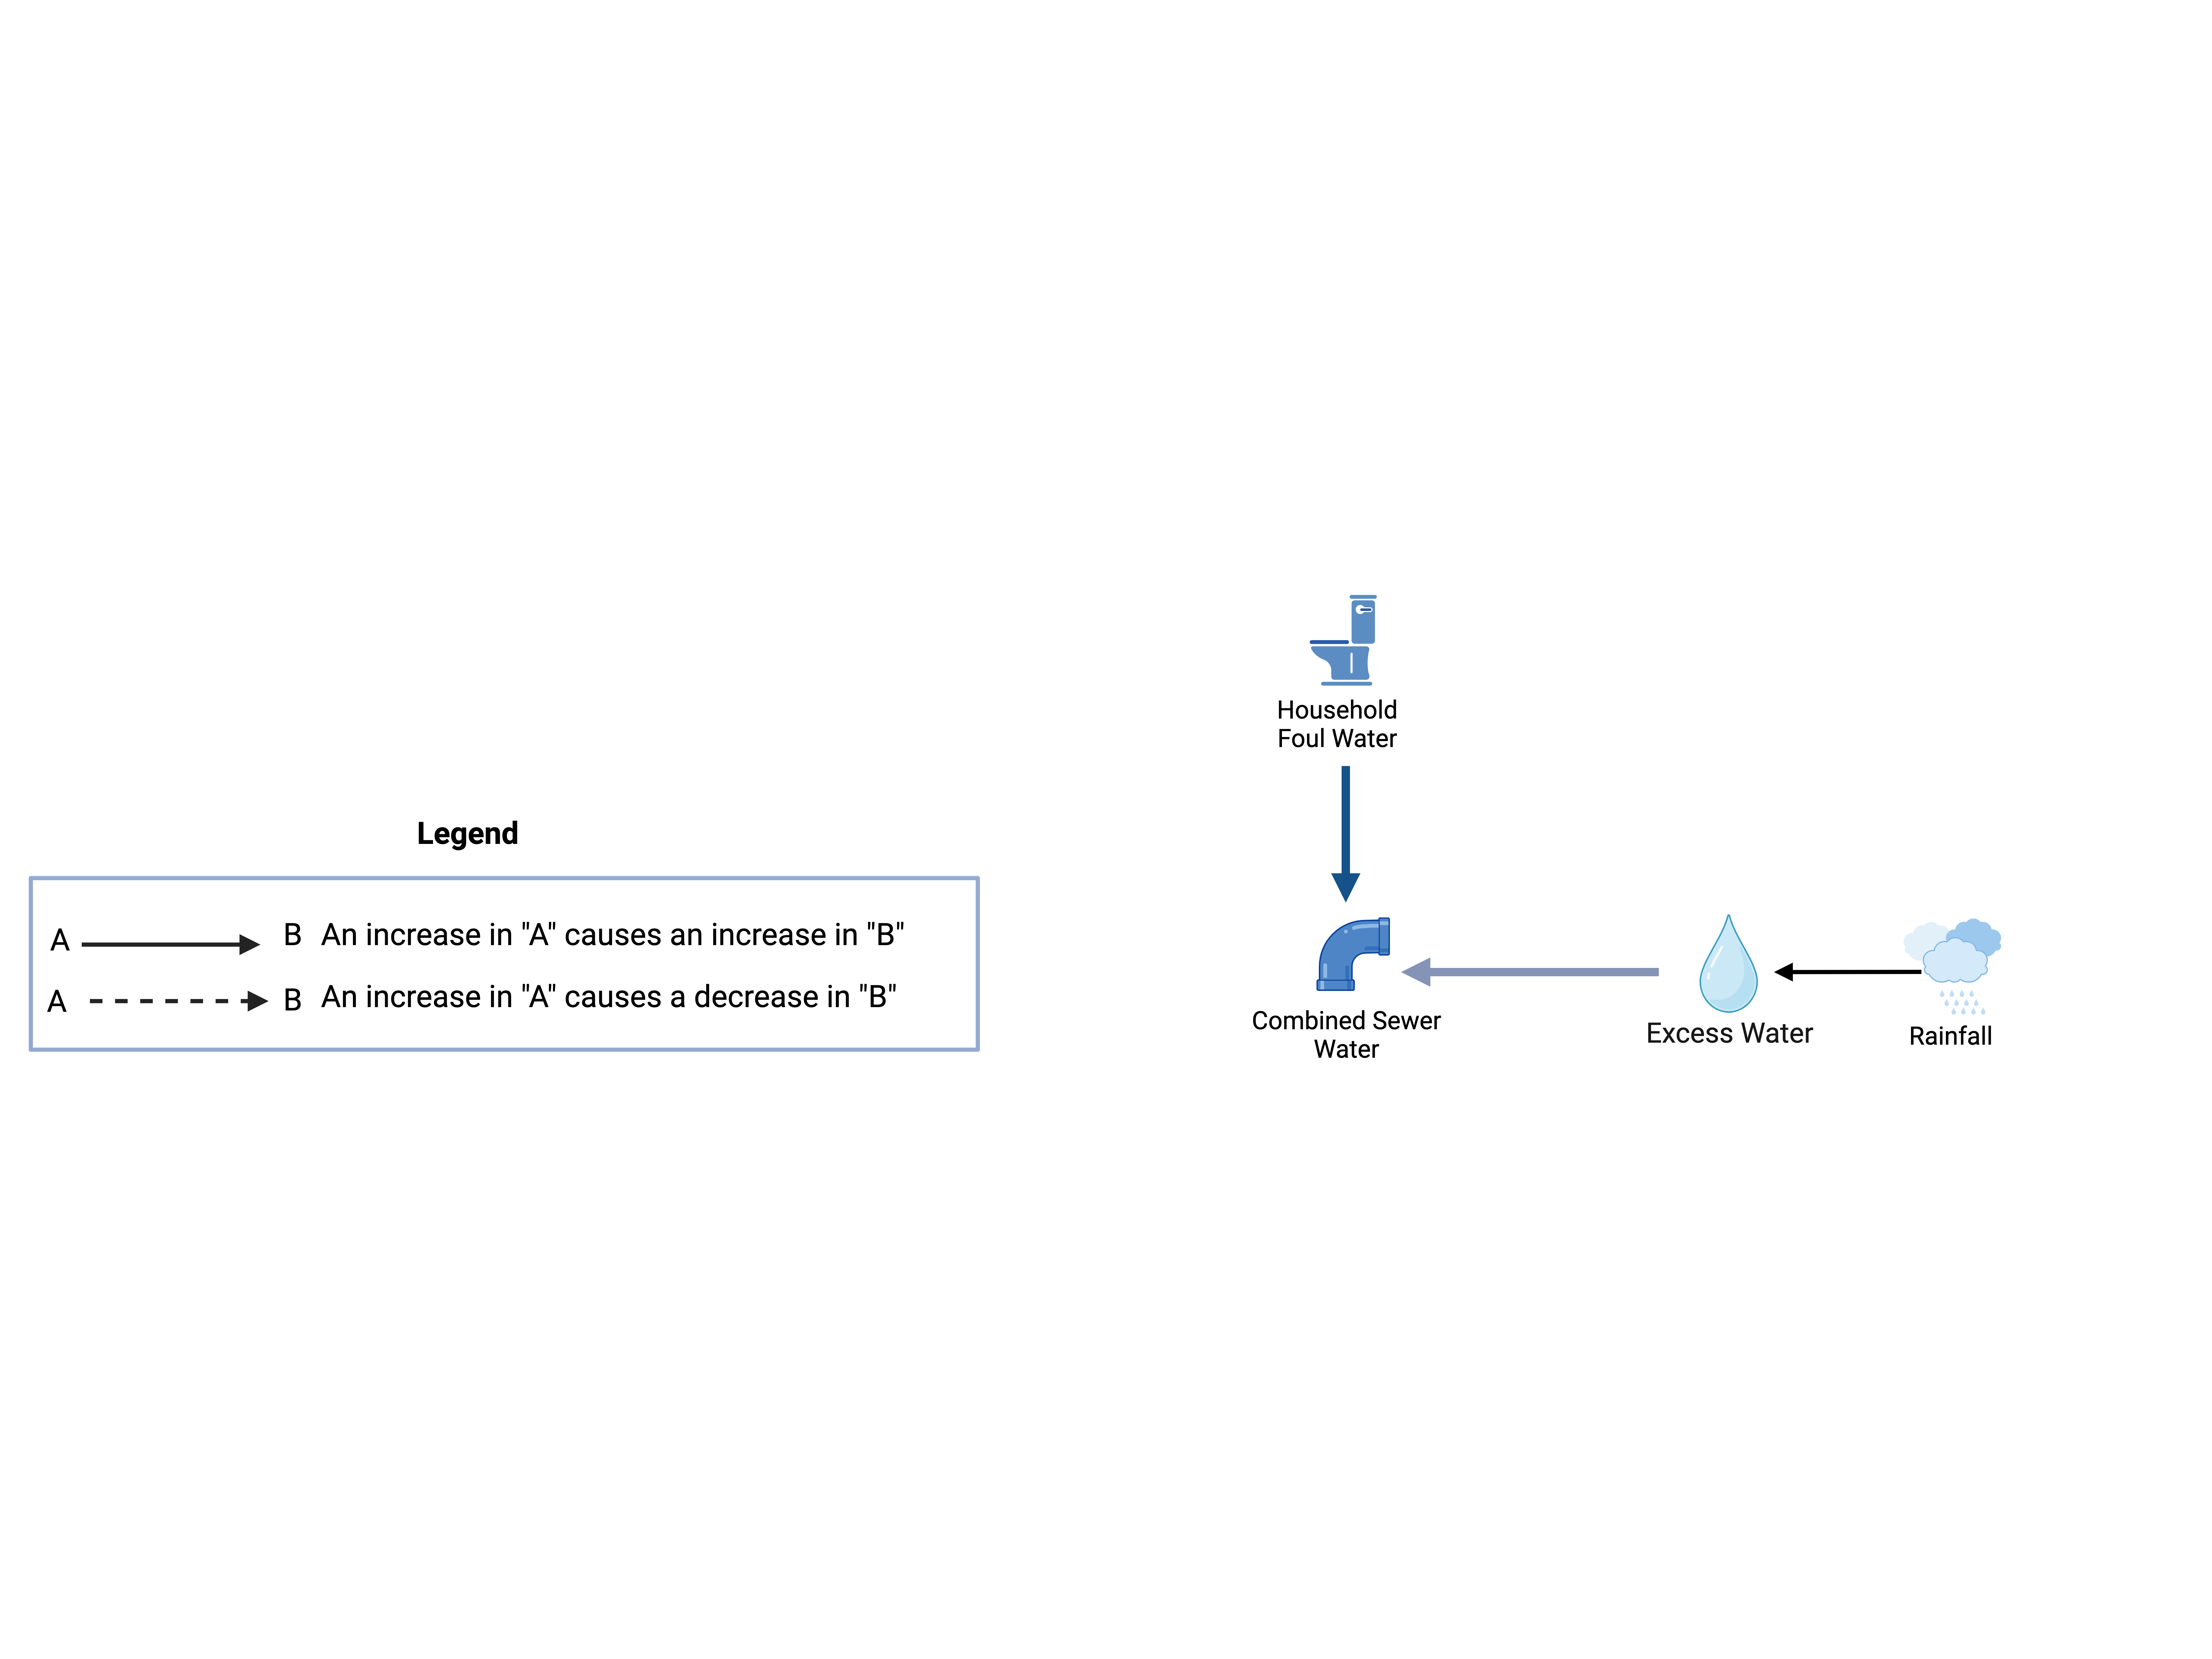 Household
Foul Water
Legend
A B An increase in "A" causes an increase in "B"
A B An increase in "A" causes a decrease in "B"
Combined Sewer
Water
Excess Water
Rainfall